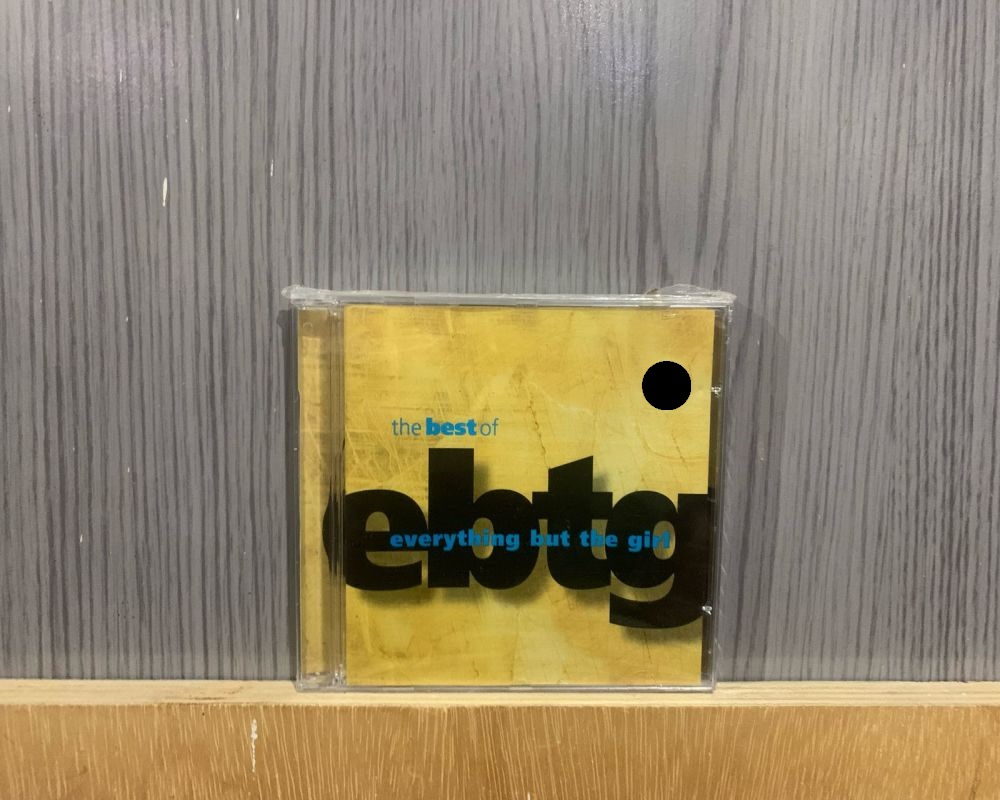 the best of
ebtg
everything but the girl